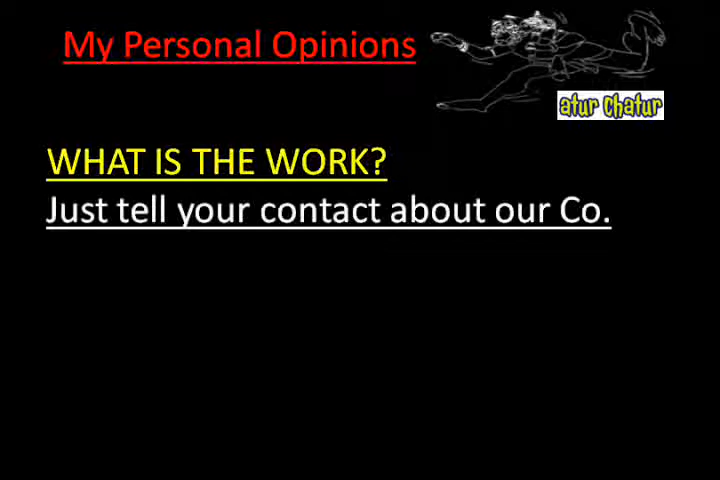 My Personal Opinions
atur chatur
WHAT IS THE WORK?
Just tell your contact about our Co.